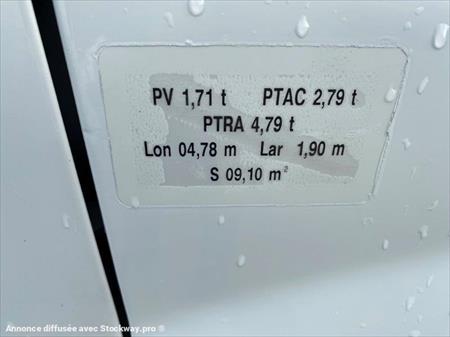 PV 1,71 t PTAC 2,79 t
PTRA 4,79 t
Lon 04,78 m Lar 1,90 m
S 09,10 m²
Annonce diffusée avec Stockway.pro ®